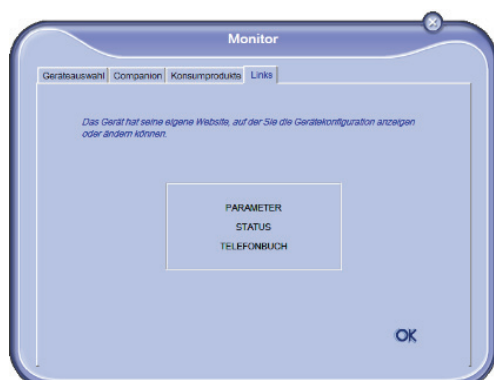 Monitor
Geräteauswahl Companion Konsumprodukte Links
Das Gerät hat seine eigene Website, auf der Sie die Gerätekonfiguration anzeigen
oder ändern können.
PARAMETER
STATUS
TELEFONBUCH
OK